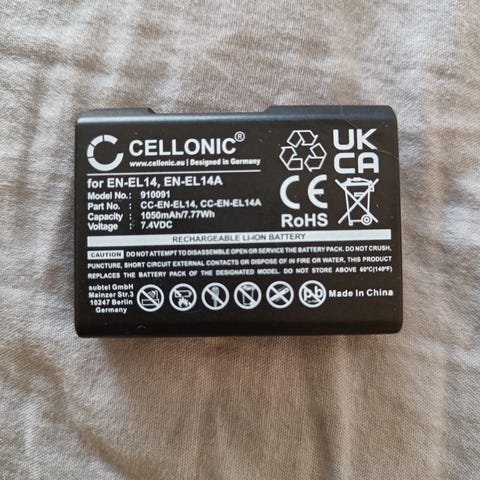 CELLONIC®
www.cellonic.eu | Designed in Germany
for EN-EL14, EN-EL14A
Model No.: 910091
Part No.: CC-EN-EL14, CC-EN-EL14A
Capacity: 1050mAh/7.77Wh
Voltage: 7.4VDC
UK
CA
CE
RoHS
RECHARGEABLE LI-ION BATTERY
CAUTION: DO NOT ATTEMPT TO DISASSEMBLE OPEN OR SERVICE BATTERY PACK. DO NOT CRUSH,
PUNCTURE, SHORT CIRCUIT EXTERNAL CONTACTS OR DISPOSE IN WATER OR FIRE. USE THIS PRODUCT AS
REPLACES THE BATTERY OF THE DESIGNATED MODEL. DO NOT EXPOSE ABOVE 60°C(140°F)
subtel GmbH
Mainzer Str.3
10247 Berlin
Germany
Pb
Made in China